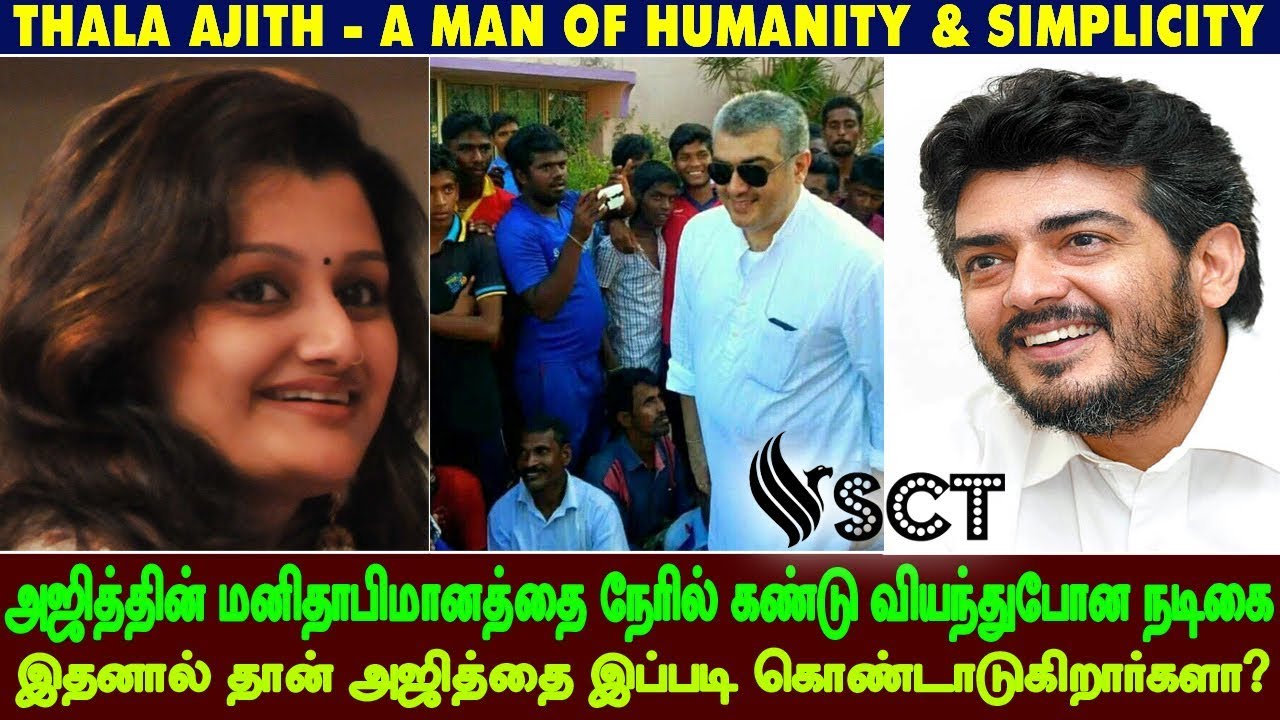 THALA AJITH - A MAN OF HUMANITY & SIMPLICITY
SCT
அஜித்தின் மனிதாபிமானத்தை நேரில் கண்டு வியந்துபோன நடிகை
இதனால் தான் அஜித்தை இப்படி கொண்டாடுகிறார்களா?